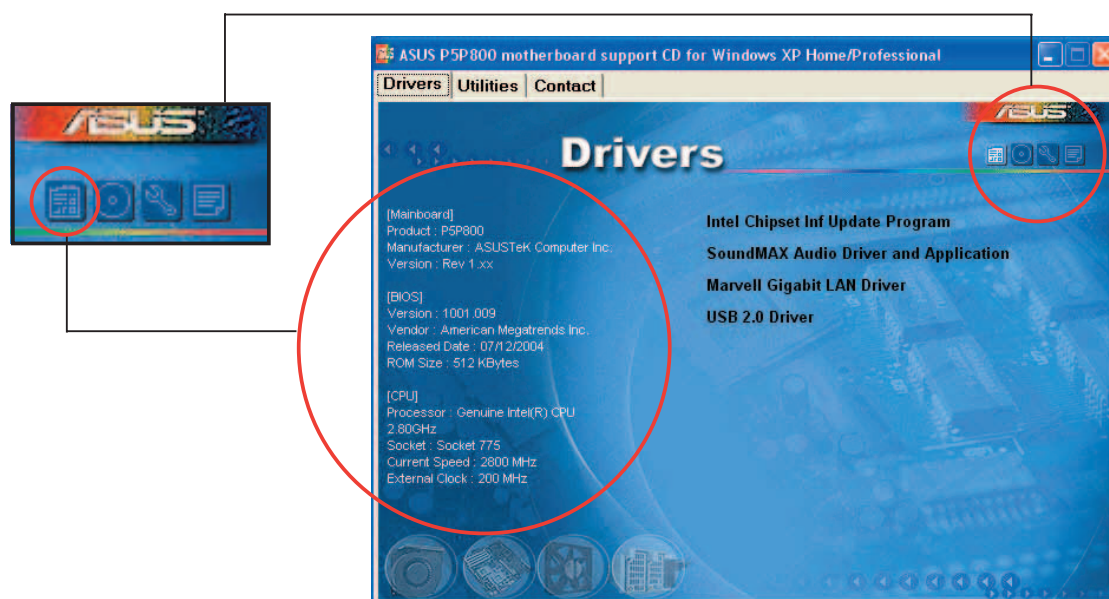 ASUS
ASUS P5P800 motherboard support CD for Windows XP Home/Professional
Drivers Utilities Contact
ASUS
Drivers
[Mainboard]
Product : P5P800
Manufacturer : ASUSTeK Computer Inc.
Version : Rev 1.xx
[BIOS]
Version : 1001.009
Vendor : American Megatrends Inc.
Released Date : 07/12/2004
ROM Size : 512 KBytes
[CPU]
Processor : Genuine Intel(R) CPU
2.80GHz
Socket : Socket 775
Current Speed : 2800 MHz
External Clock : 200 MHz
Intel Chipset Inf Update Program
SoundMAX Audio Driver and Application
Marvell Gigabit LAN Driver
USB 2.0 Driver